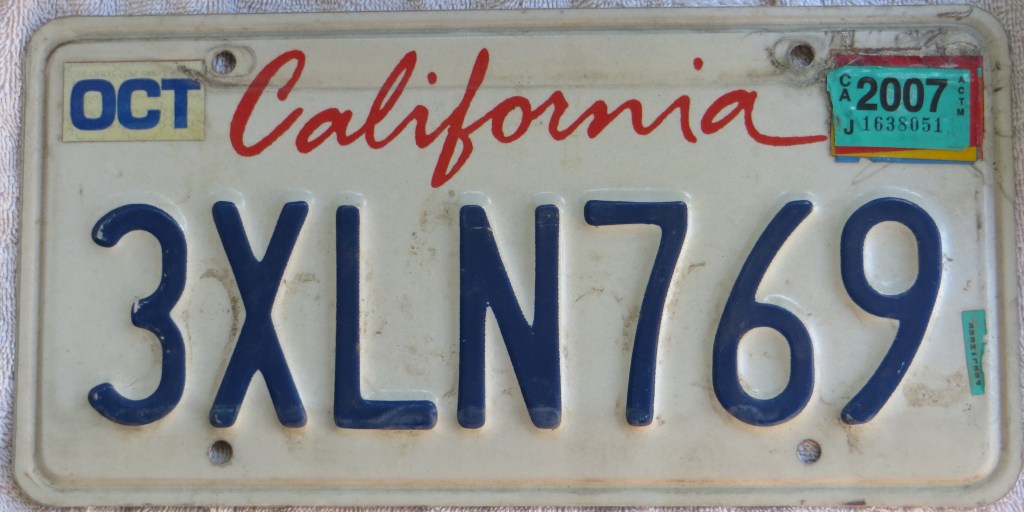 OCT
California
CA 2007 ACTM
J 1638051
3XLN769